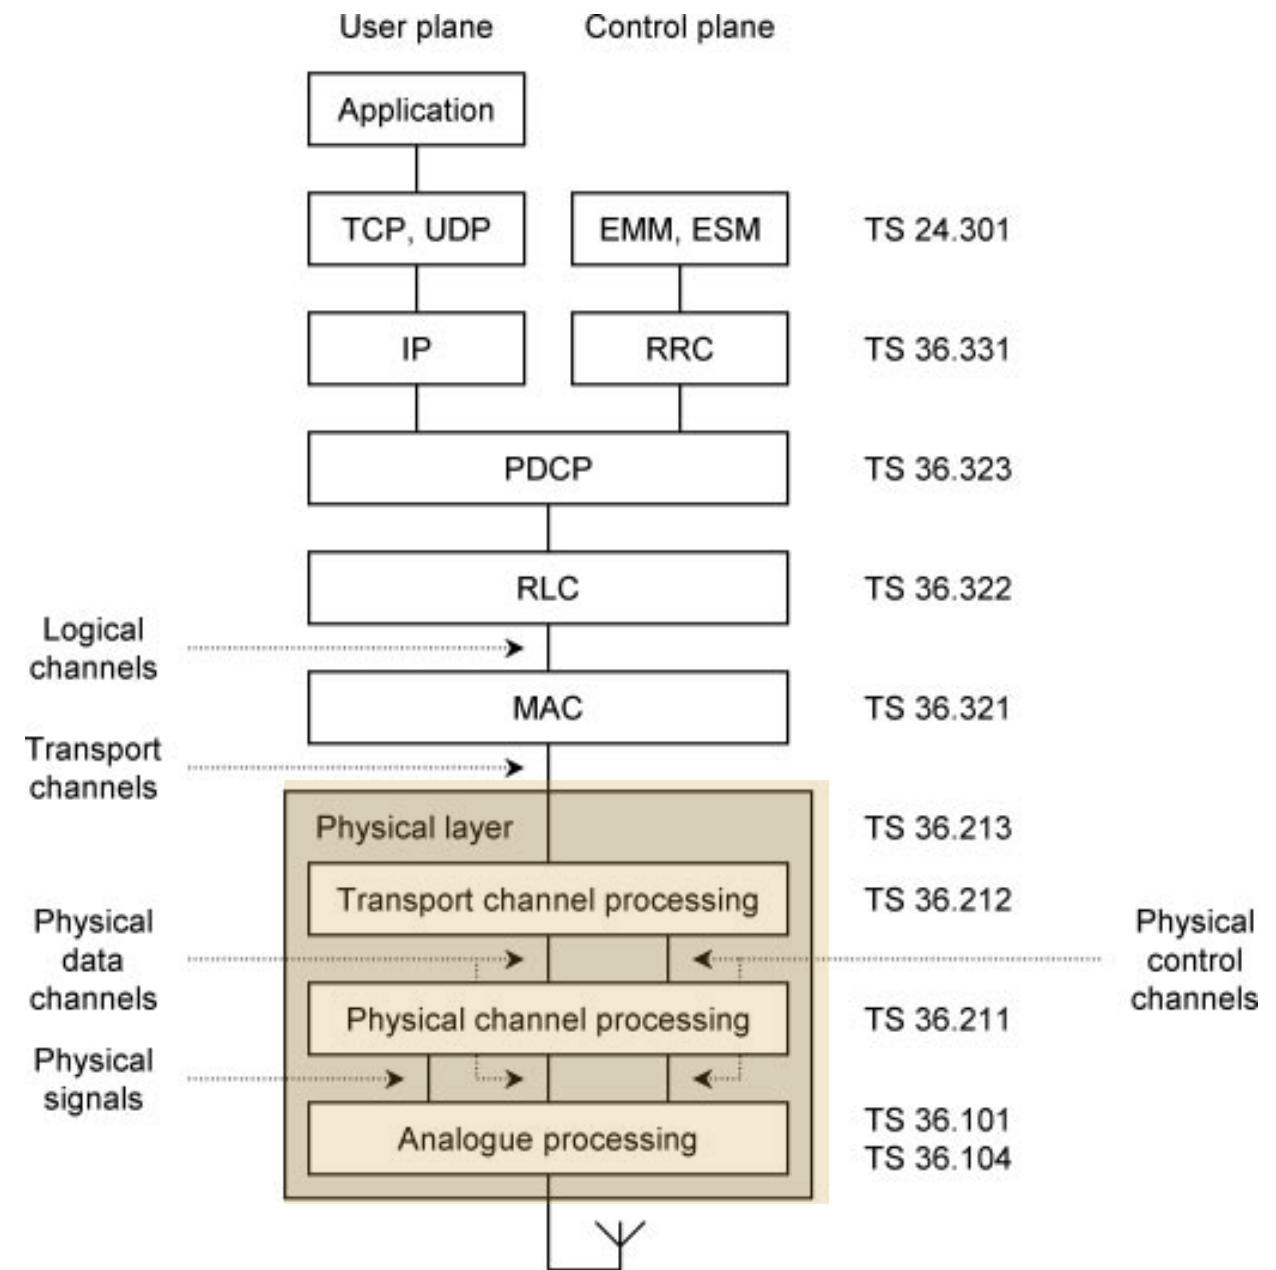 User plane
Control plane
Application
TCP, UDP
EMM, ESM
TS 24.301
IP
RRC
TS 36.331
PDCP
TS 36.323
RLC
TS 36.322
Logical
channels
MAC
TS 36.321
Transport
channels
Physical layer
TS 36.213
Transport channel processing
TS 36.212
Physical
data
channels
Physical
control
channels
Physical channel processing
TS 36.211
Physical
signals
Analogue processing
TS 36.101
TS 36.104